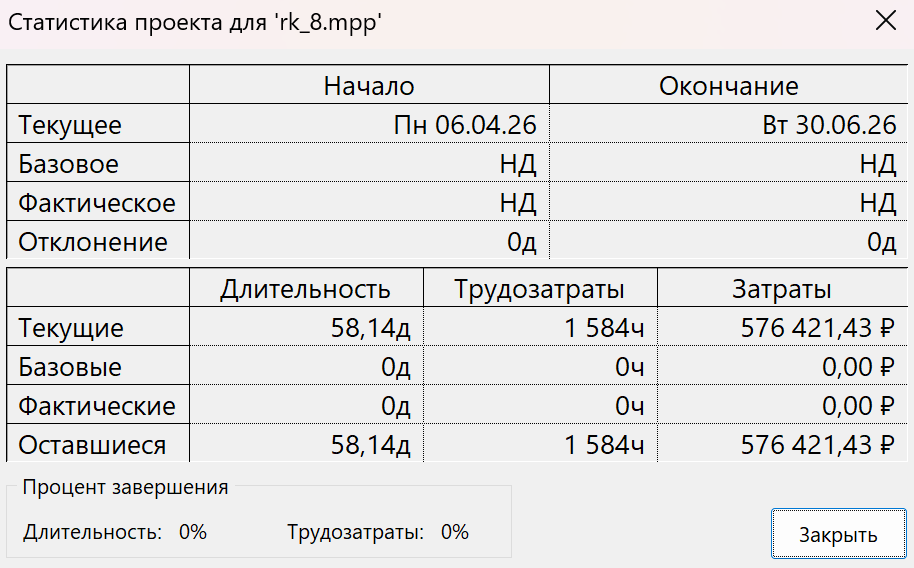 Статистика проекта для 'rk_8.mpp'
Начало Окончание
Текущее Пн 06.04.26 Вт 30.06.26
Базовое НД НД
Фактическое НД НД
Отклонение 0д 0д
Длительность Трудозатраты Затраты
Текущие 58,14д 1 584ч 576 421,43 ₽
Базовые 0д 0ч 0,00 ₽
Фактические 0д 0ч 0,00 ₽
Оставшиеся 58,14д 1 584ч 576 421,43 ₽
Процент завершения
Длительность: 0% Трудозатраты: 0%
Закрыть